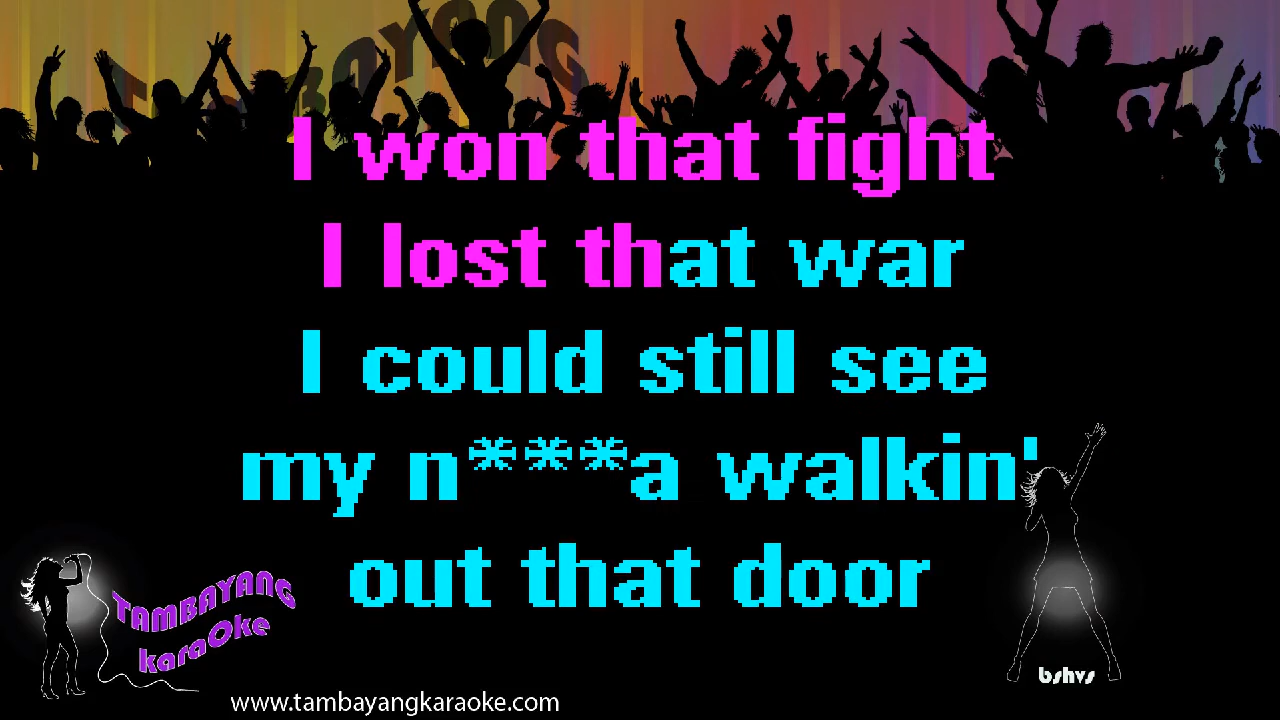 TAMBAYANG
I won that fight
I lost that war
I could still see
my n***a walkin'
out that door
TAMBAYANG
karaOke
bshvs
www.tambayangkaraoke.com